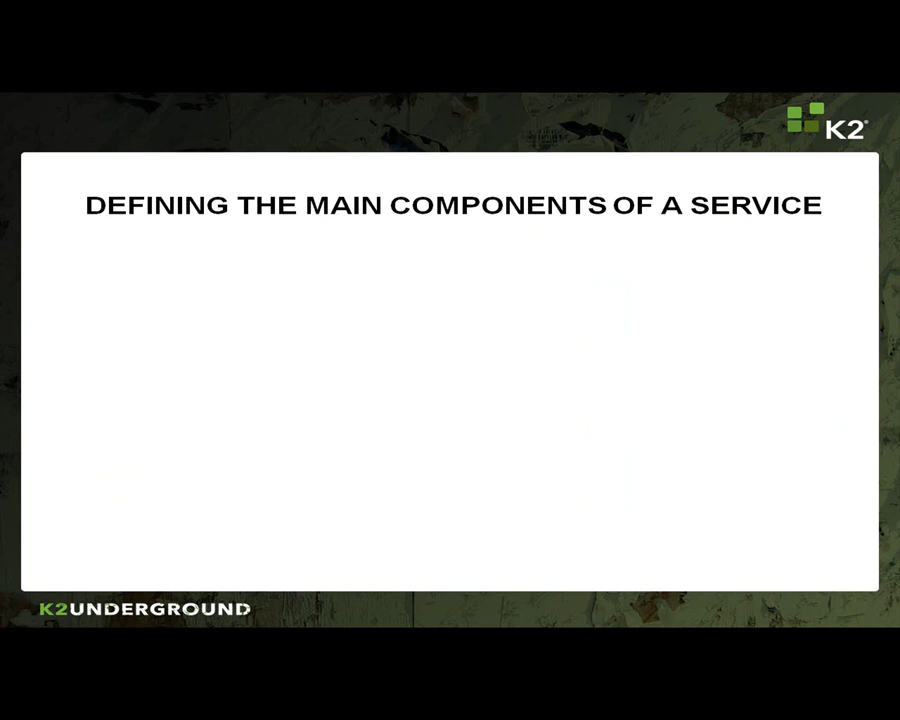 K2
DEFINING THE MAIN COMPONENTS OF A SERVICE
K2UNDERGROUND